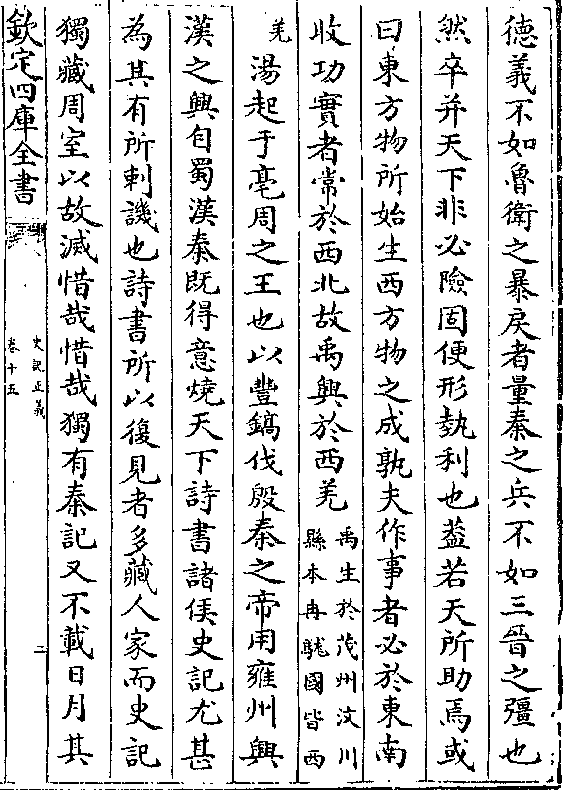 德義不如魯衛之暴戾者量秦之兵不如三晉之彊也
然卒并天下非必險固便形埶利也葢若天所助焉或
曰東方物所始生西方物之成孰夫作事者必於東南
收功實者常於西北故禹興於西羌
禹生於茂州汶川
縣本冉駹國皆西
羌
湯起于亳周之王也以豐鎬伐殷秦之帝用雍州興
漢之興自蜀漢秦既得意燒天下詩書諸侯史記尤甚
為其有所刺譏也詩書所以復見者多藏人家而史記
獨藏周室以故滅惜哉惜哉獨有秦記又不載日月其
欽定四庫全書
史記正義
卷十五
二